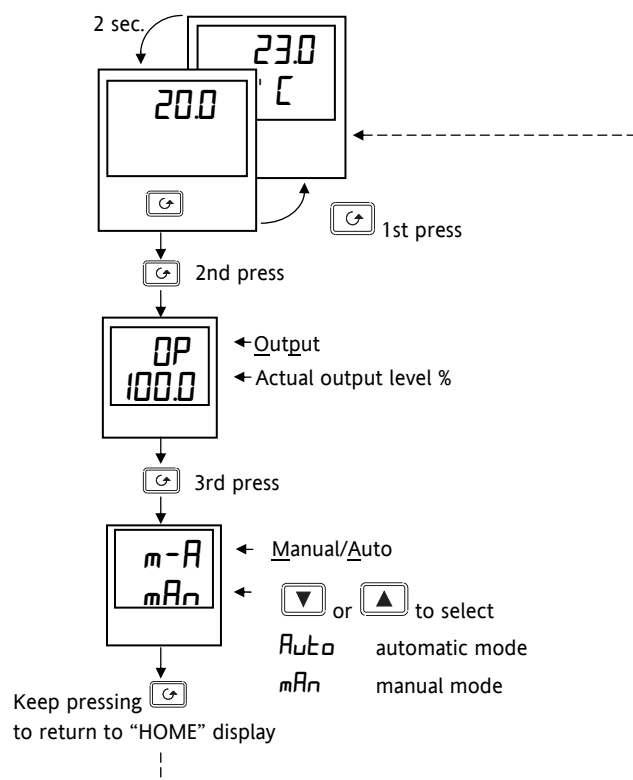 2 sec.
23.0
° C
20.0
1st press
2nd press
OP
Output
100.0
Actual output level %
3rd press
m-A
Manual/Auto
mAn
or to select
Auto automatic mode
mAn manual mode
Keep pressing
to return to “HOME” display